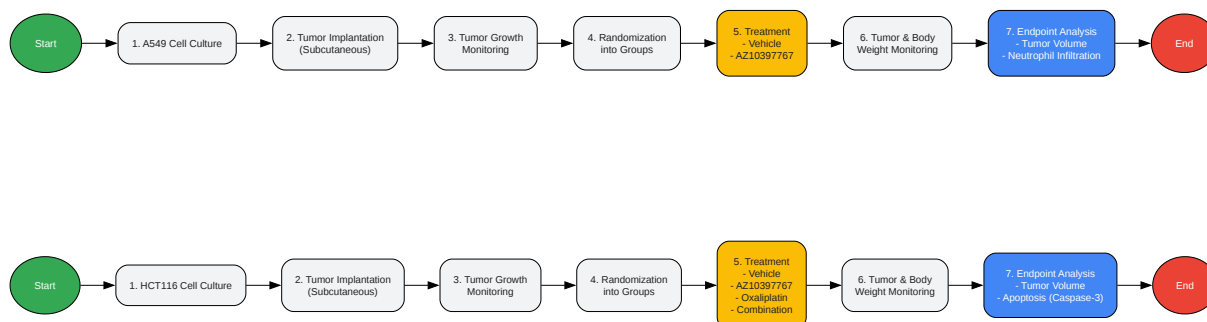 Start
1. A549 Cell Culture
2. Tumor Implantation
(Subcutaneous)
3. Tumor Growth
Monitoring
4. Randomization
into Groups
5. Treatment
- Vehicle
- AZ10397767
6. Tumor & Body
Weight Monitoring
7. Endpoint Analysis
- Tumor Volume
- Neutrophil Infiltration
End
Start
1. HCT116 Cell Culture
2. Tumor Implantation
(Subcutaneous)
3. Tumor Growth
Monitoring
4. Randomization
into Groups
5. Treatment
- Vehicle
- AZ10397767
- Oxaliplatin
- Combination
6. Tumor & Body
Weight Monitoring
7. Endpoint Analysis
- Tumor Volume
- Apoptosis (Caspase-3)
End